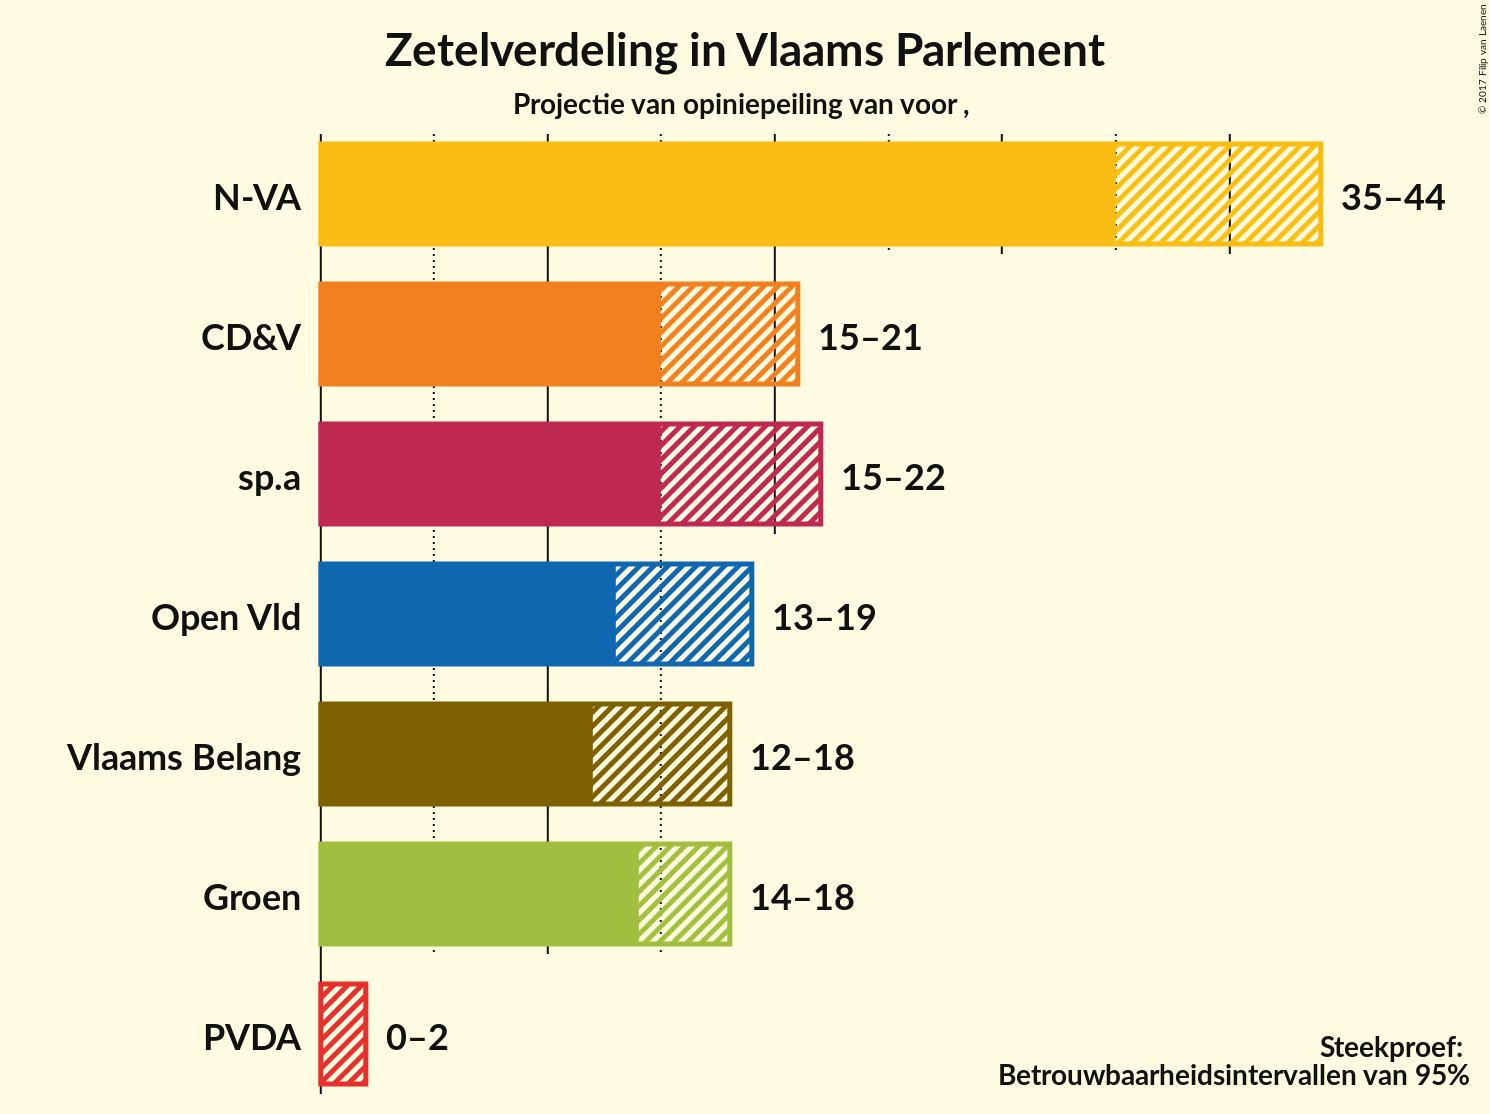 Zetelverdeling in Vlaams Parlement
Projectie van opiniepeiling van voor ,
© 2017 Filip van Laenen
N-VA 35–44
CD&V 15–21
sp.a 15–22
Open Vld 13–19
Vlaams Belang 12–18
Groen 14–18
PVDA 0–2
Steekproef:
Betrouwbaarheidsintervallen van 95%